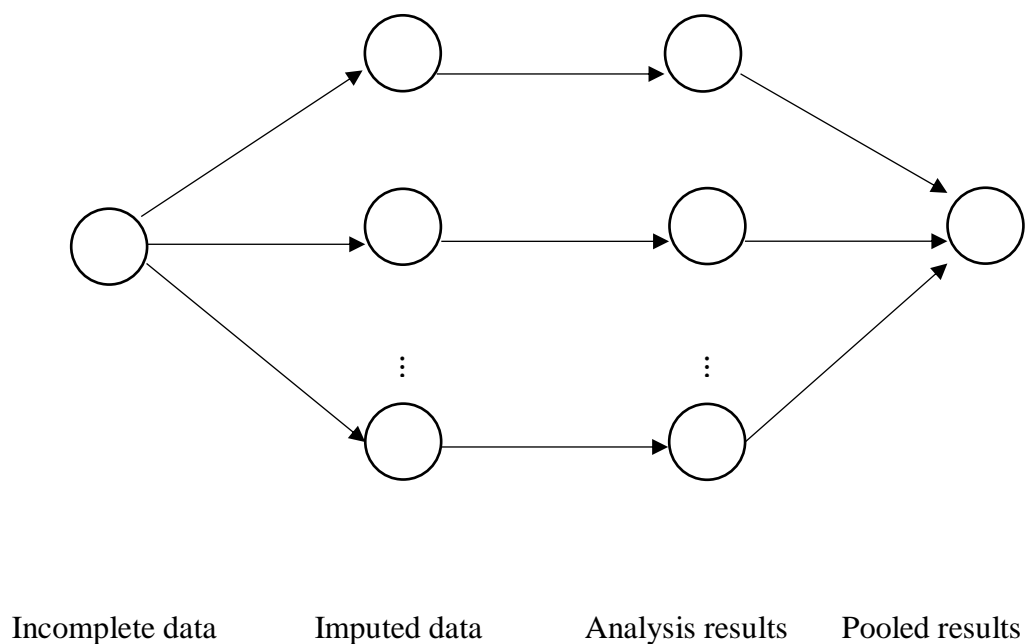 ⋮ ⋮
Incomplete data Imputed data Analysis results Pooled results